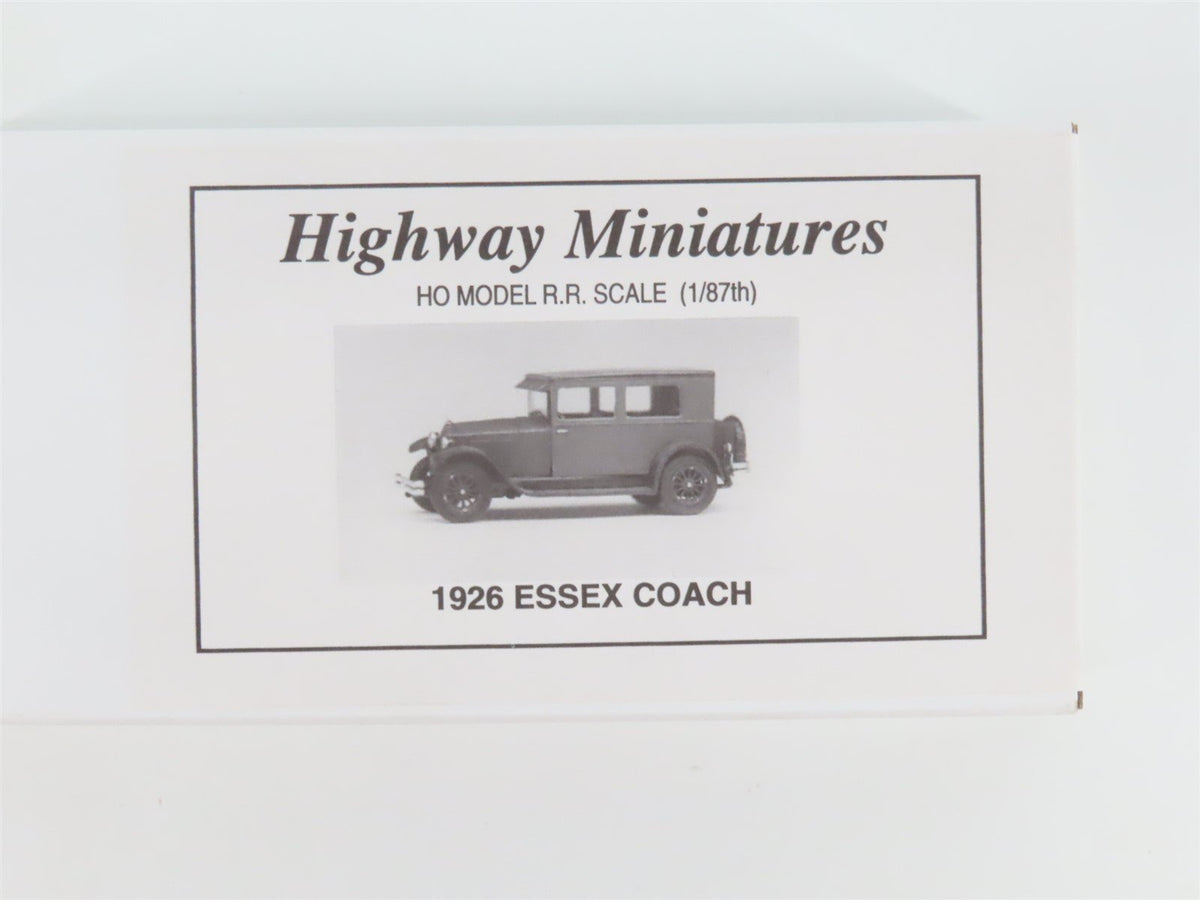 Highway Miniatures
HO MODEL R.R. SCALE (1/87th)
1926 ESSEX COACH